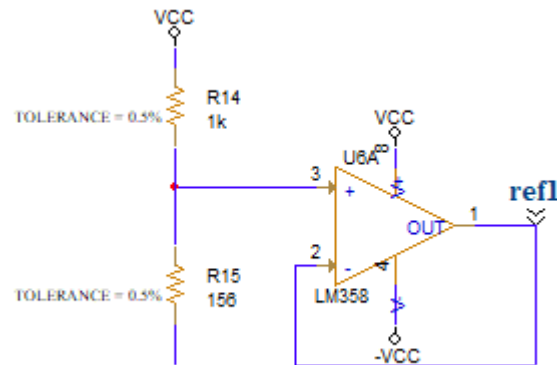 VCC
R14
1k
TOLERANCE = 0.5%
VCC
U6A
8
V+
3
+
ref1
OUT
1
2
-
4
V-
R15
156
TOLERANCE = 0.5%
LM358
-VCC